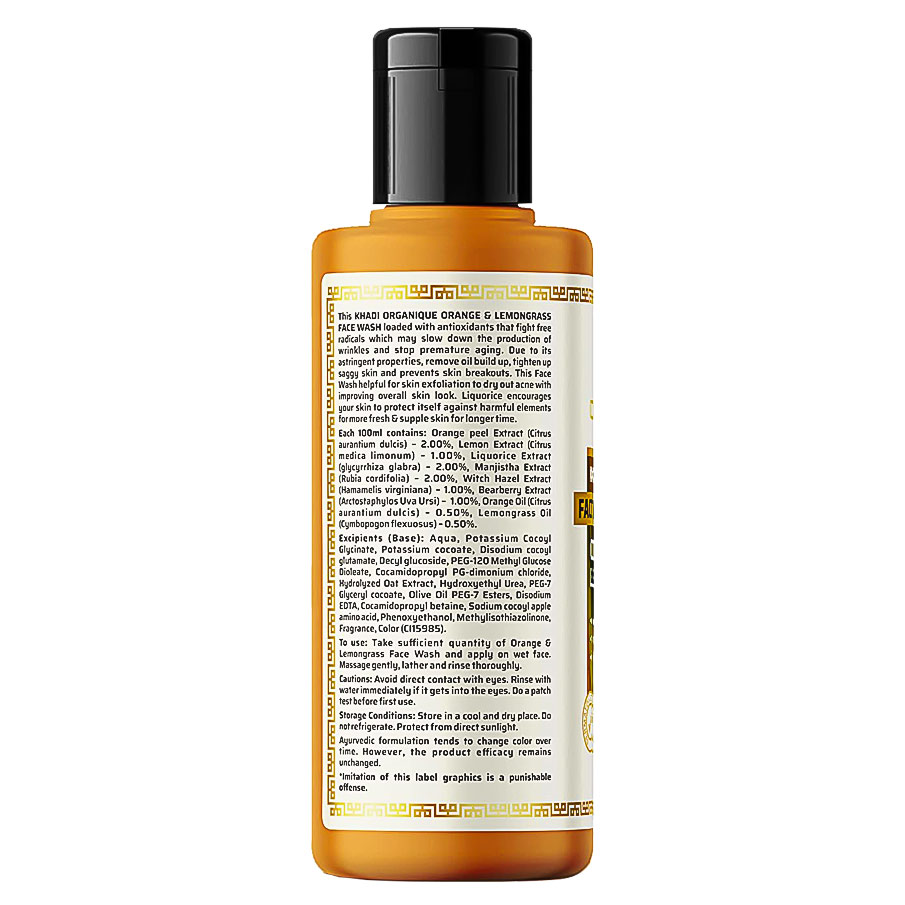 This KHADI ORGANIQUE ORANGE & LEMONGRASS
FACE WASH loaded with antioxidants that fight free
radicals which may slow down the production of
wrinkles and stop premature aging. Due to its
astringent properties, remove oil build up, tighten up
saggy skin and prevents skin breakouts. This Face
Wash helpful for skin exfoliation to dry out acne with
improving overall skin look. Liquorice encourages
your skin to protect itself against harmful elements
for more fresh & supple skin for longer time.
Each 100ml contains: Orange peel Extract (Citrus
aurantium dulcis) - 2.00%, Lemon Extract (Citrus
medica limonum) - 1.00%, Liquorice Extract
(glycyrrhiza glabra) - 2.00%, Manjistha Extract
(Rubia cordifolia) - 2.00%, Witch Hazel Extract
(Hamamelis virginiana) - 1.00%, Bearberry Extract
(Arctostaphylos Uva Ursi) - 1.00%, Orange Oil (Citrus
aurantium dulcis) - 0.50%, Lemongrass Oil
(Cymbopogon flexuosus) - 0.50%.
Excipients (Base): Aqua, Potassium Cocoyl
Glycinate, Potassium cocoate, Disodium cocoyl
glutamate, Decyl glucoside, PEG-120 Methyl Glucose
Dioleate, Cocamidopropyl PG-dimonium chloride,
Hydrolyzed Oat Extract, Hydroxyethyl Urea, PEG-7
Glyceryl cocoate, Olive Oil PEG-7 Esters, Disodium
EDTA, Cocamidopropyl betaine, Sodium cocoyl apple
amino acid, Phenoxyethanol, Methylisothiazolinone,
Fragrance, Color (CI15985).
To use: Take sufficient quantity of Orange &
Lemongrass Face Wash and apply on wet face.
Massage gently, lather and rinse thoroughly.
Cautions: Avoid direct contact with eyes. Rinse with
water immediately if it gets into the eyes. Do a patch
test before first use.
Storage Conditions: Store in a cool and dry place. Do
not refrigerate. Protect from direct sunlight.
Ayurvedic formulation tends to change color over
time. However, the product efficacy remains
unchanged.
*Imitation of this label graphics is a punishable
offense.